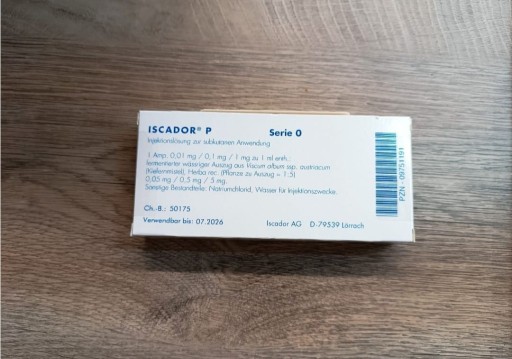 ISCADOR® P Serie 0
Injektionslösung zur subkutanen Anwendung
1 Amp. 0,01 mg / 0,1 mg / 1 mg zu 1 ml enth.:
fermentierter wässriger Auszug aus Viscum album ssp. austriacum
(Kiefernmistel), Herba rec. (Pflanze zu Auszug = 1:5)
0,05 mg / 0,5 mg / 5 mg.
Sonstige Bestandteile: Natriumchlorid, Wasser für Injektionszwecke.
Ch.-B.: 50175
Verwendbar bis: 07.2026 Iscador AG D-79539 Lörrach
PZN - 09755191